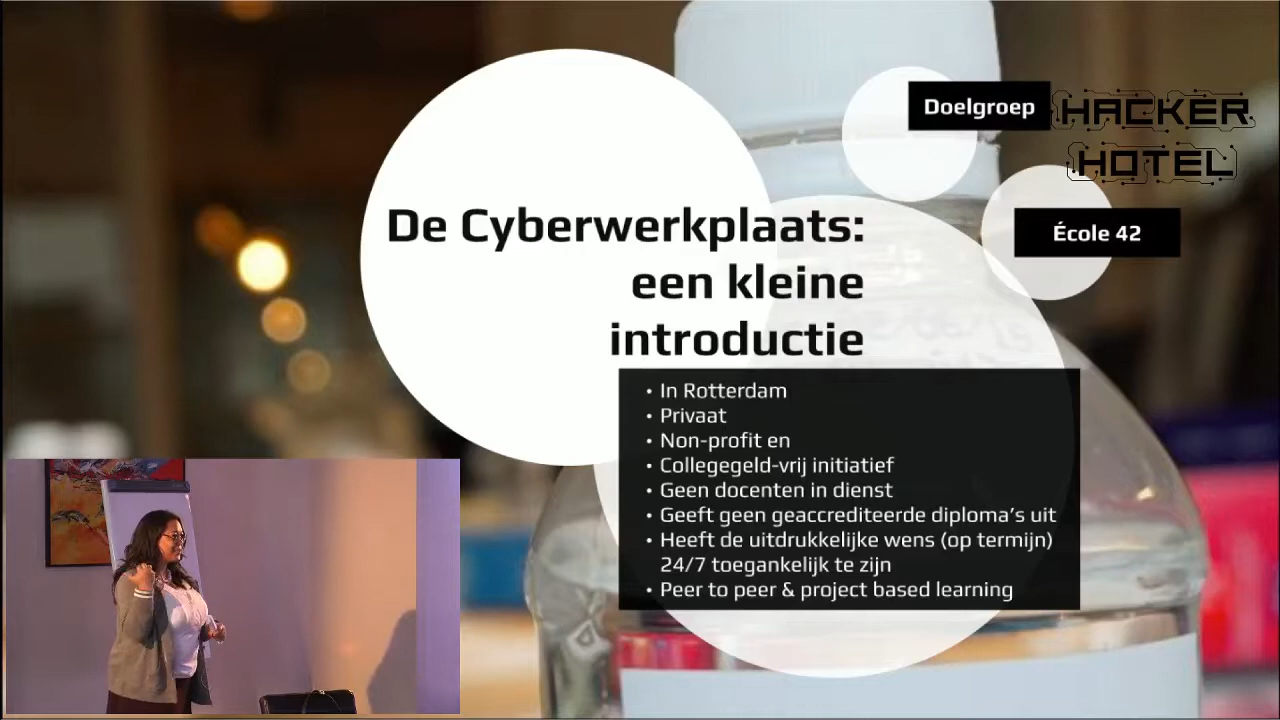 Doelgroep
HACKER
HOTEL
École 42
De Cyberwerkplaats:
een kleine
introductie
• In Rotterdam
• Privaat
• Non-profit en
• Collegegeld-vrij initiatief
• Geen docenten in dienst
• Geeft geen geaccrediteerde diploma’s uit
• Heeft de uitdrukkelijke wens (op termijn)
24/7 toegankelijk te zijn
• Peer to peer & project based learning